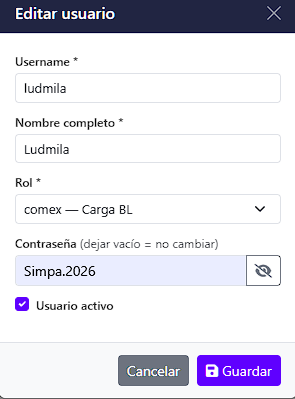 Editar usuario
Username *
ludmila
Nombre completo *
Ludmila
Rol *
comex — Carga BL
Contraseña (dejar vacío = no cambiar)
Simpa.2026
Usuario activo
Cancelar
Guardar